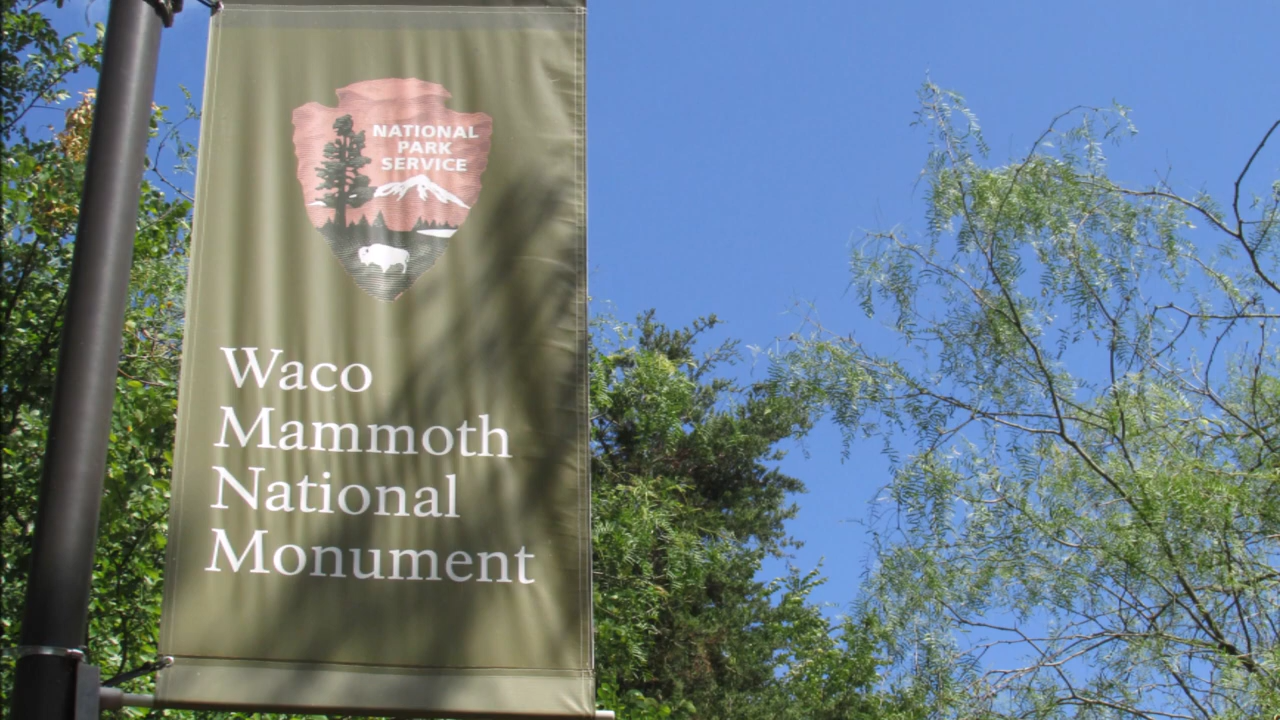 NATIONAL
PARK
SERVICE
Waco
Mammoth
National
Monument